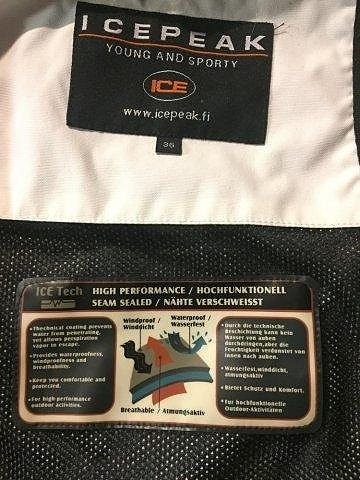 ICEPEAK
YOUNG AND SPORTY
ICE
www.icepeak.fi
36
ICE Tech
HIGH PERFORMANCE / HOCHFUNKTIONELL
SEAM SEALED / NÄHTE VERSCHWEISST
• Thechnical coating prevents
water from penetrating,
yet allows perspiration
vapor to escape.
• Provides waterproofness,
windproofness and
breathability.
• Keep you comfortable and
protected.
• For high performance
outdoor activities.
Windproof /
Winddicht
Waterproof /
Wasserfest
Breathable / Atmungsaktiv
• Durch die technische
Beschichtung kann kein
Wasser von außen
durchdringen, aber die
Feuchtigkeit verdunstet von
innen nach außen.
• Wasserfest, winddicht,
atmungsaktiv
• Bietet Schutz und Komfort.
• Für hochfunktionelle
Outdoor-Aktivitäten